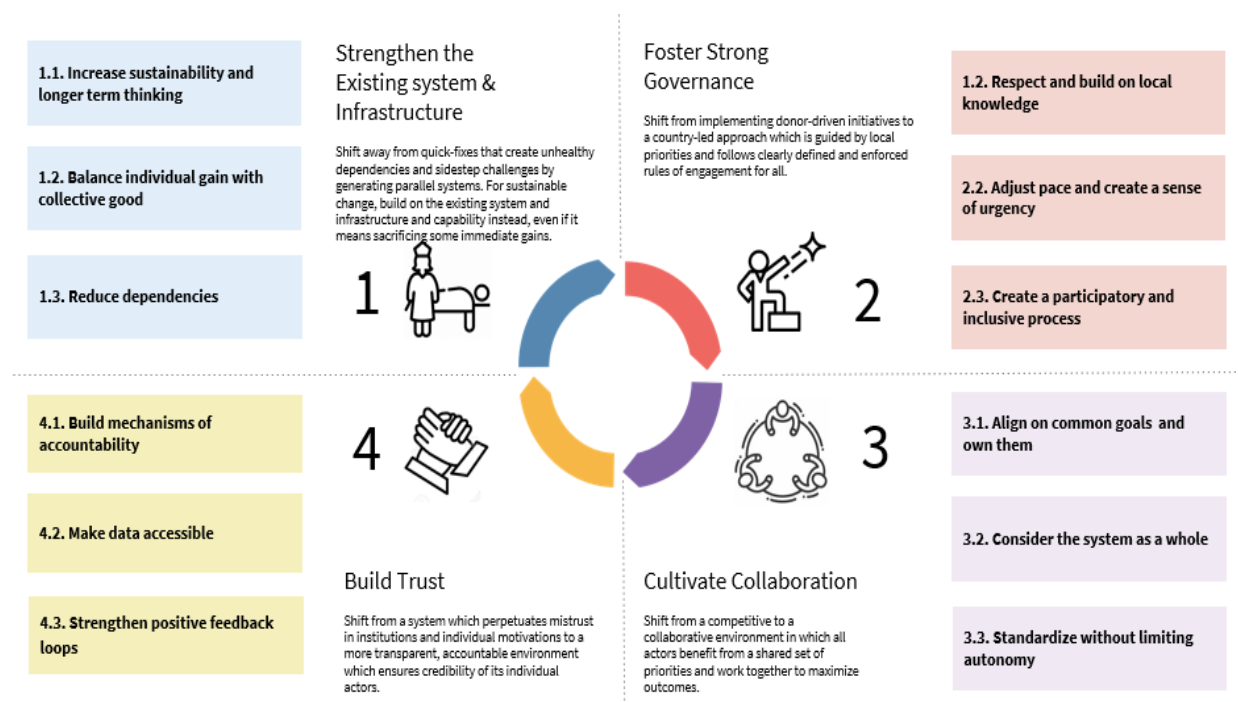 Strengthen the
Existing system &
Infrastructure
Shift away from quick-fixes that create unhealthy
dependencies and sidestep challenges by
generating parallel systems. For sustainable
change, build on the existing system and
infrastructure and capability instead, even if it
means sacrificing some immediate gains.
1
1.1. Increase sustainability and
longer term thinking
1.2. Balance individual gain with
collective good
1.3. Reduce dependencies
Foster Strong
Governance
Shift from implementing donor-driven initiatives to
a country-led approach which is guided by local
priorities and follows clearly defined and enforced
rules of engagement for all.
2
1.2. Respect and build on local
knowledge
2.2. Adjust pace and create a sense
of urgency
2.3. Create a participatory and
inclusive process
3
Cultivate Collaboration
Shift from a competitive to a
collaborative environment in which all
actors benefit from a shared set of
priorities and work together to maximize
outcomes.
3.1. Align on common goals  and
own them
3.2. Consider the system as a whole
3.3. Standardize without limiting
autonomy
4
Build Trust
Shift from a system which perpetuates mistrust
in institutions and individual motivations to a
more transparent, accountable environment
which ensures credibility of its individual
actors.
4.1. Build mechanisms of
accountability
4.2. Make data accessible
4.3. Strengthen positive feedback
loops